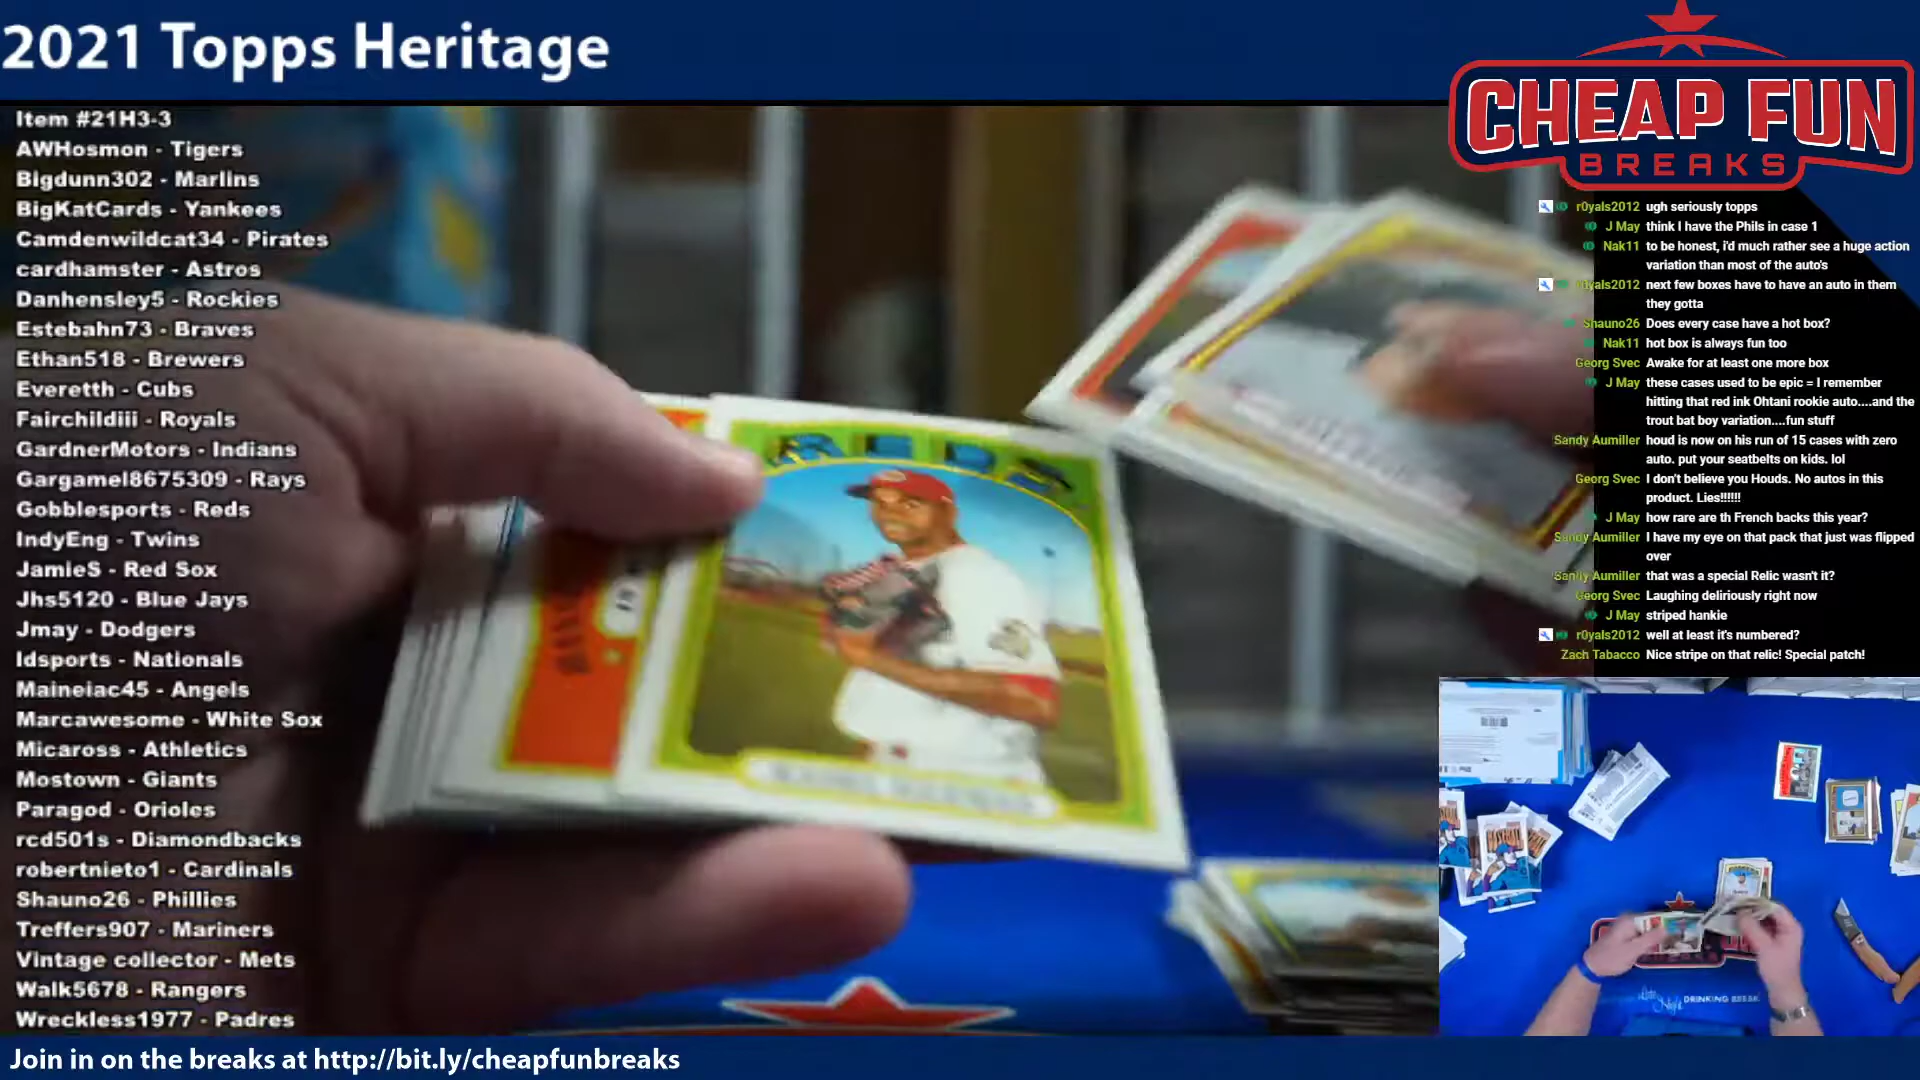 2021 Topps Heritage
CHEAP FUN
BREAKS
Item #21H3-3
AWHosmon - Tigers
Bigdunn302 - Marlins
BigKatCards - Yankees
Camdenwildcat34 - Pirates
cardhamster - Astros
Danhensley5 - Rockies
Estebahn73 - Braves
Ethan518 - Brewers
Everetth - Cubs
Fairchildiii - Royals
GardnerMotors - Indians
Gargamel8675309 - Rays
Gobblesports - Reds
IndyEng - Twins
JamieS - Red Sox
Jhs5120 - Blue Jays
Jmay - Dodgers
Idsports - Nationals
Maineiac45 - Angels
Marcawesome - White Sox
Micaross - Athletics
Mostown - Giants
Paragod - Orioles
rcd501s - Diamondbacks
robertnieto1 - Cardinals
Shauno26 - Phillies
Treffers907 - Mariners
Vintage collector - Mets
Walk5678 - Rangers
Wreckless1977 - Padres
REDS
r0yals2012 ugh seriously topps
J May think I have the Phils in case 1
Nak11 to be honest, i'd much rather see a huge action
variation than most of the auto's
r0yals2012 next few boxes have to have an auto in them
they gotta
Shauno26 Does every case have a hot box?
Nak11 hot box is always fun too
Georg Svec Awake for at least one more box
J May these cases used to be epic = I remember
hitting that red ink Ohtani rookie auto....and the
trout bat boy variation....fun stuff
Sandy Aumiller houd is now on his run of 15 cases with zero
auto. put your seatbelts on kids. lol
Georg Svec I don't believe you Houds. No autos in this
product. Lies!!!!!!
J May how rare are th French backs this year?
Sandy Aumiller I have my eye on that pack that just was flipped
over
Sandy Aumiller that was a special Relic wasn't it?
Georg Svec Laughing deliriously right now
J May striped hankie
r0yals2012 well at least it's numbered?
Zach Tabacco Nice stripe on that relic! Special patch!
BASEBALL
Late Night DRINKING BREAK
Join in on the breaks at http://bit.ly/cheapfunbreaks